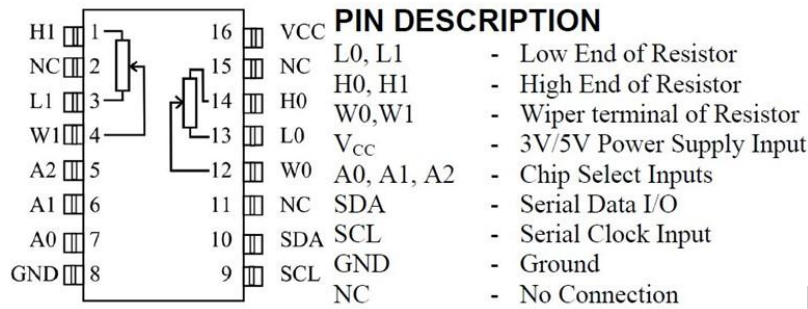 H1 1 16 VCC
NC 2 15 NC
L1 3 14 H0
W1 4 13 L0
A2 5 12 W0
A1 6 11 NC
A0 7 10 SDA
GND 8 9 SCL
PIN DESCRIPTION
L0, L1 - Low End of Resistor
H0, H1 - High End of Resistor
W0,W1 - Wiper terminal of Resistor
VCC - 3V/5V Power Supply Input
A0, A1, A2 - Chip Select Inputs
SDA - Serial Data I/O
SCL - Serial Clock Input
GND - Ground
NC - No Connection